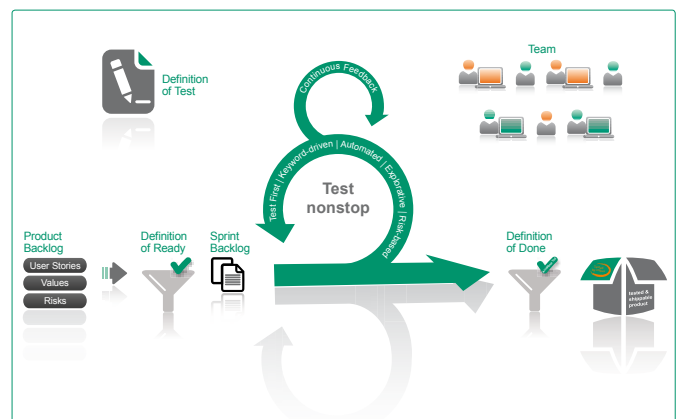 Definition
of Test
Continuous Feedback
Team
Test First | Keyword-driven | Automated | Explorative | Risk-based
Test
nonstop
Product
Backlog
User Stories
Values
Risks
Definition
of Ready
Sprint
Backlog
Definition
of Done
tested &
shippable
product